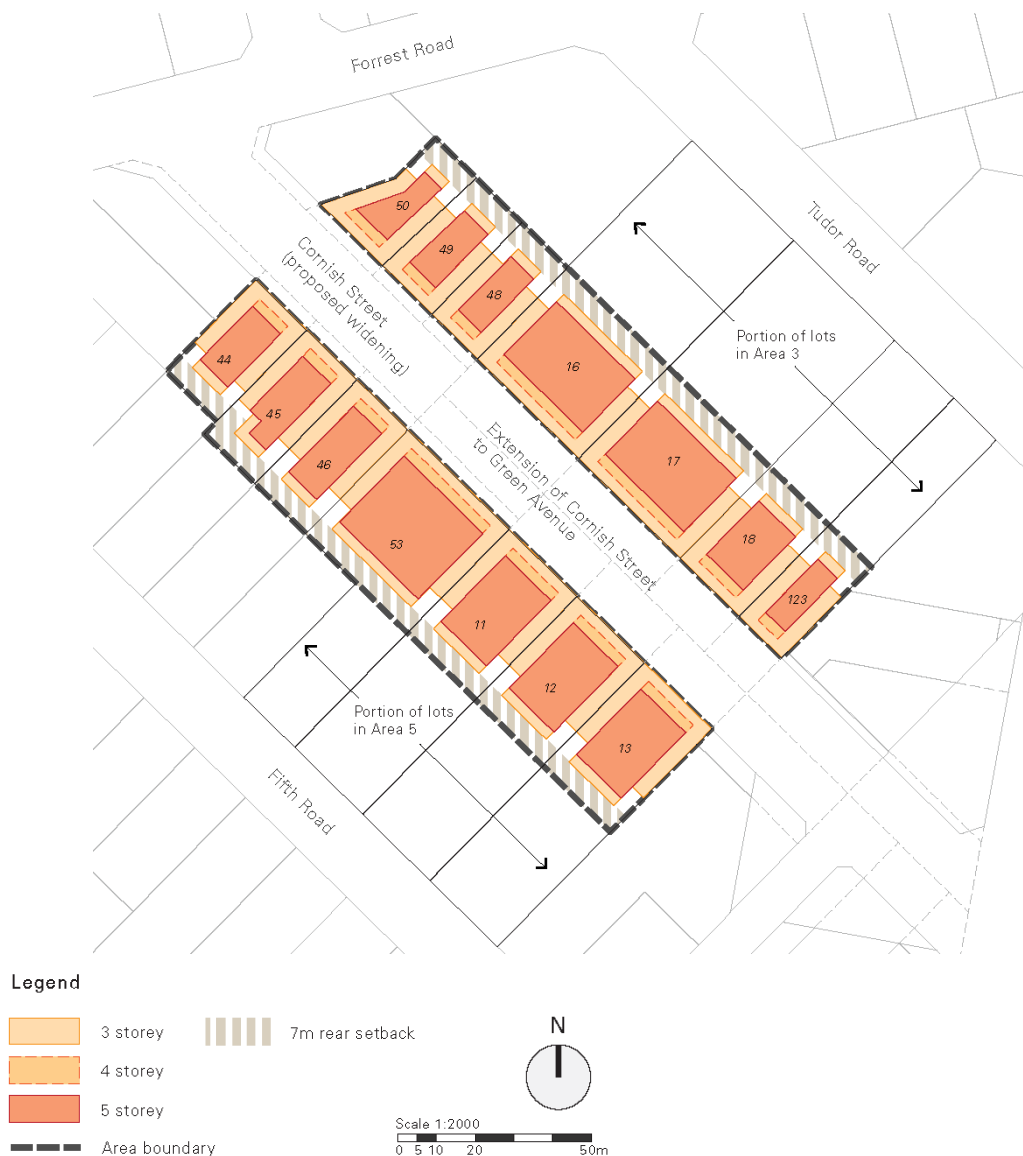 Forrest Road
Tudor Road
50
Cornish Street
(proposed widening)
49
48
44
Portion of lots
in Area 3
16
45
46
Extension of Cornish Street
to Green Avenue
17
53
18
123
11
12
Portion of lots
in Area 5
13
Fifth Road
Legend
3 storey
7m rear setback
N
4 storey
5 storey
Scale 1:2000
Area boundary
0 5 10 20 50m